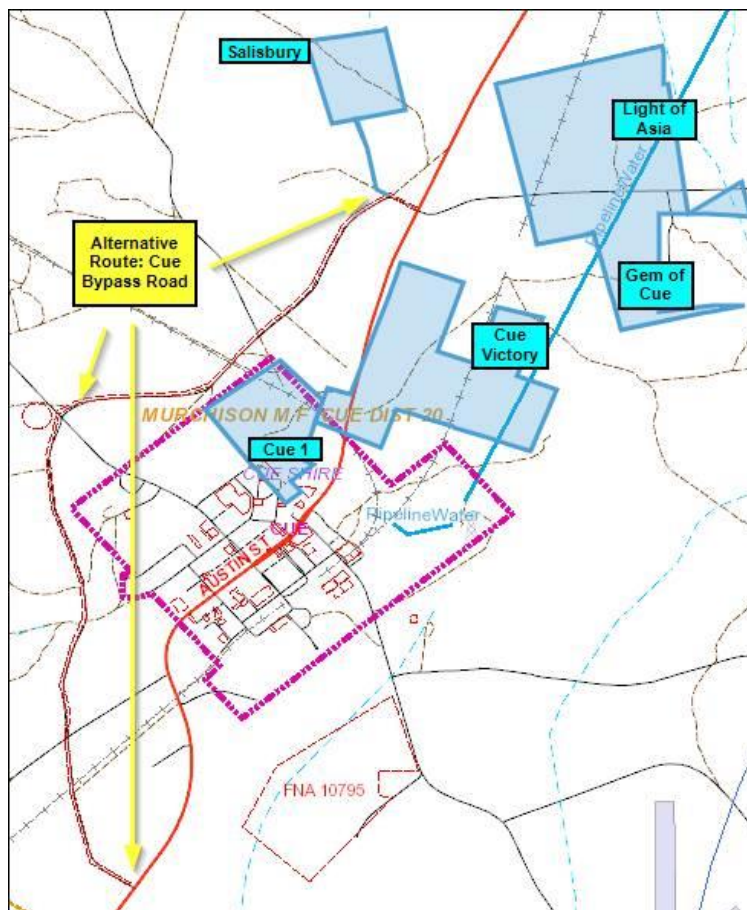 Salisbury
Light of
Asia
PipelineWater
Alternative
Route: Cue
Bypass Road
Gem of
Cue
Cue
Victory
MURCHISON M.F. CUE DIST 20
Cue 1
CUE SHIRE
PipelineWater
CUE
AUSTIN ST
FNA 10795